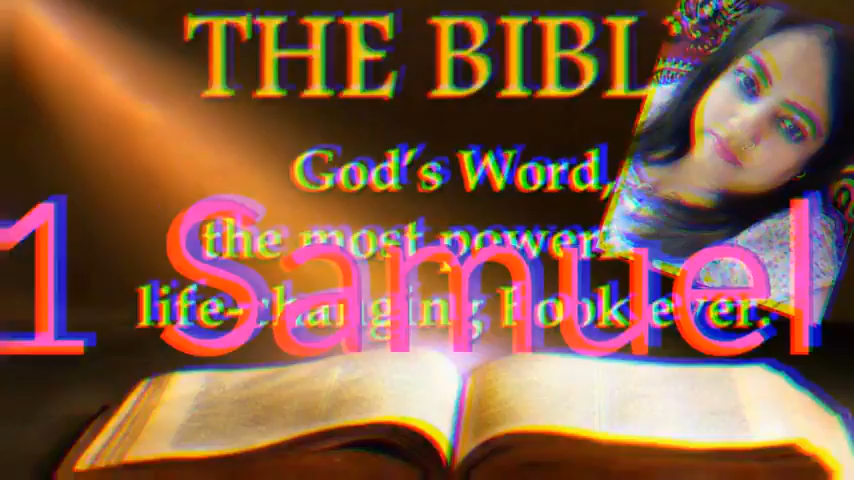 THE BIBL
God's Word,
the most power
life-changing Book ever.
1 Samuel